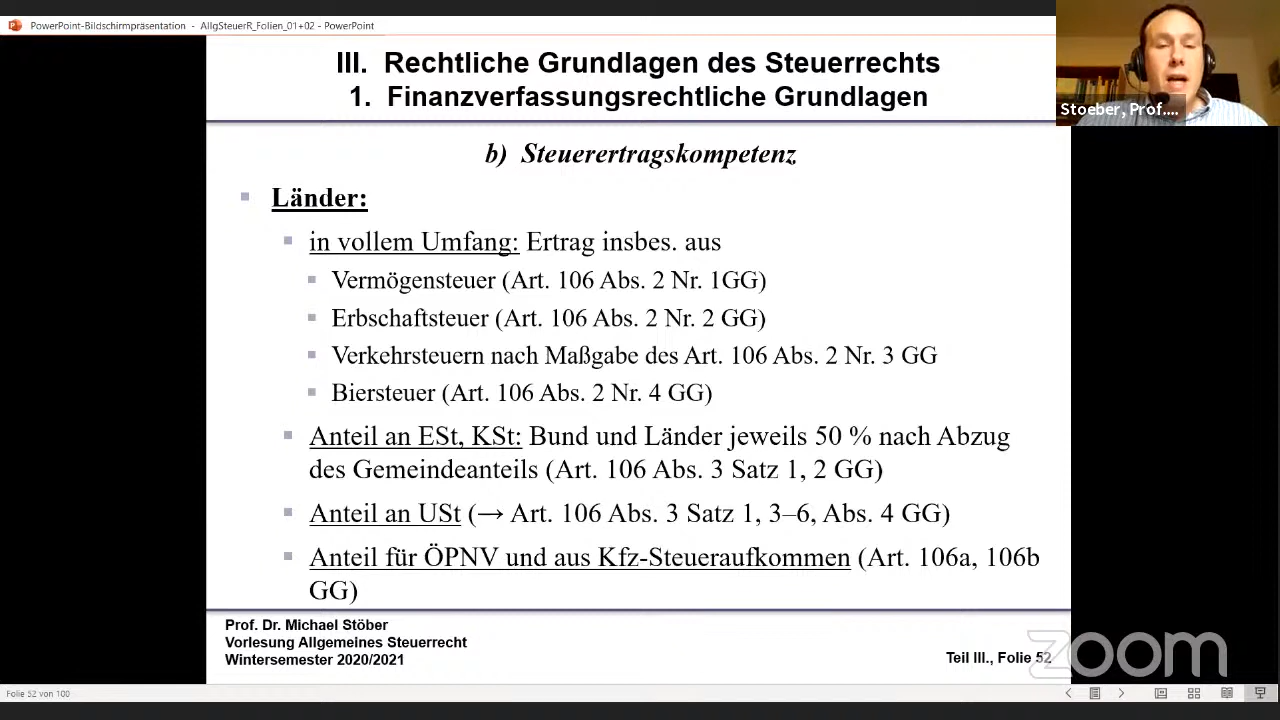 PowerPoint-Bildschirmpräsentation - AllgSteuerR_Folien_01+02 - PowerPoint
III. Rechtliche Grundlagen des Steuerrechts
1. Finanzverfassungsrechtliche Grundlagen
Stoeber, Prof....
b) Steuerertragskompetenz
Länder:
in vollem Umfang: Ertrag insbes. aus
Vermögensteuer (Art. 106 Abs. 2 Nr. 1GG)
Erbschaftsteuer (Art. 106 Abs. 2 Nr. 2 GG)
Verkehrsteuern nach Maßgabe des Art. 106 Abs. 2 Nr. 3 GG
Biersteuer (Art. 106 Abs. 2 Nr. 4 GG)
Anteil an ESt, KSt: Bund und Länder jeweils 50 % nach Abzug
des Gemeindeanteils (Art. 106 Abs. 3 Satz 1, 2 GG)
Anteil an USt (→ Art. 106 Abs. 3 Satz 1, 3–6, Abs. 4 GG)
Anteil für ÖPNV und aus Kfz-Steueraufkommen (Art. 106a, 106b
GG)
Prof. Dr. Michael Stöber
Vorlesung Allgemeines Steuerrecht
Wintersemester 2020/2021
Teil III., Folie 52
zoom
Folie 52 von 100